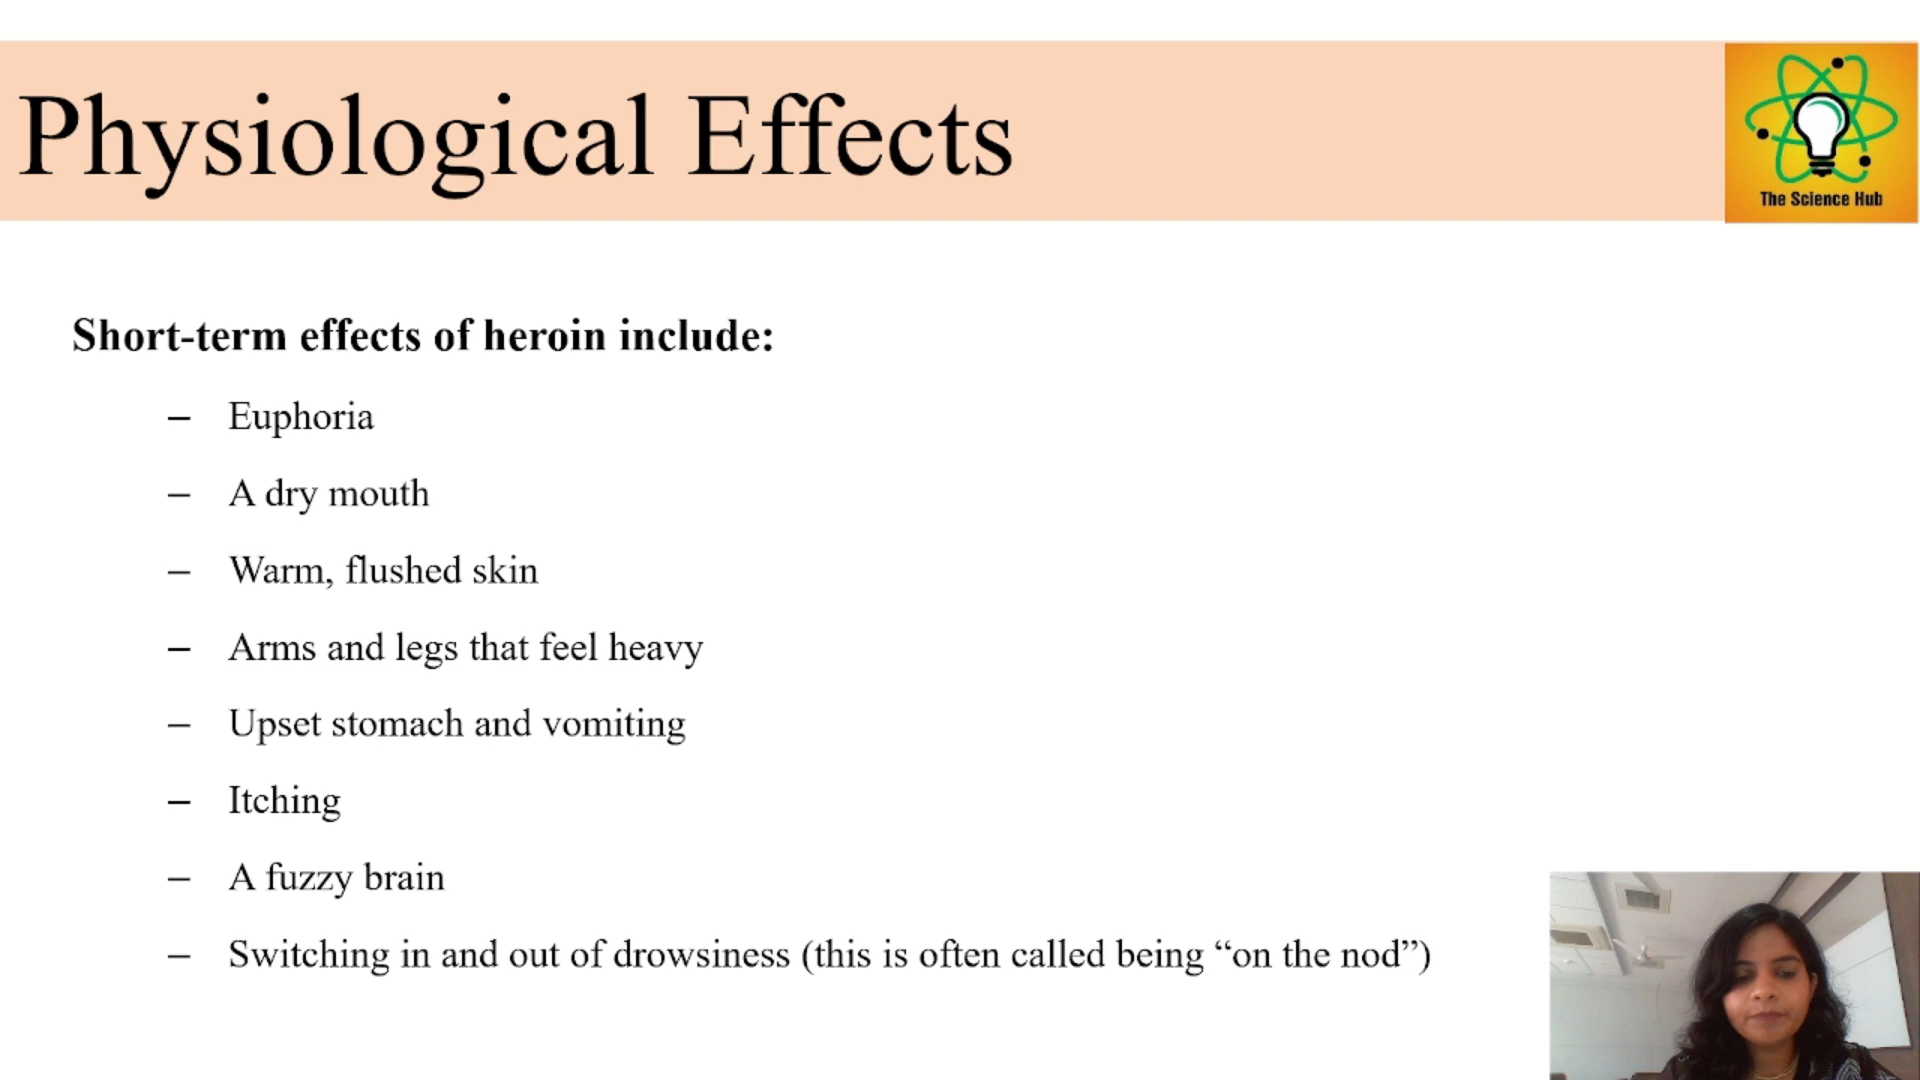 Physiological Effects
The Science Hub
Short-term effects of heroin include:
– Euphoria
– A dry mouth
– Warm, flushed skin
– Arms and legs that feel heavy
– Upset stomach and vomiting
– Itching
– A fuzzy brain
– Switching in and out of drowsiness (this is often called being “on the nod”)